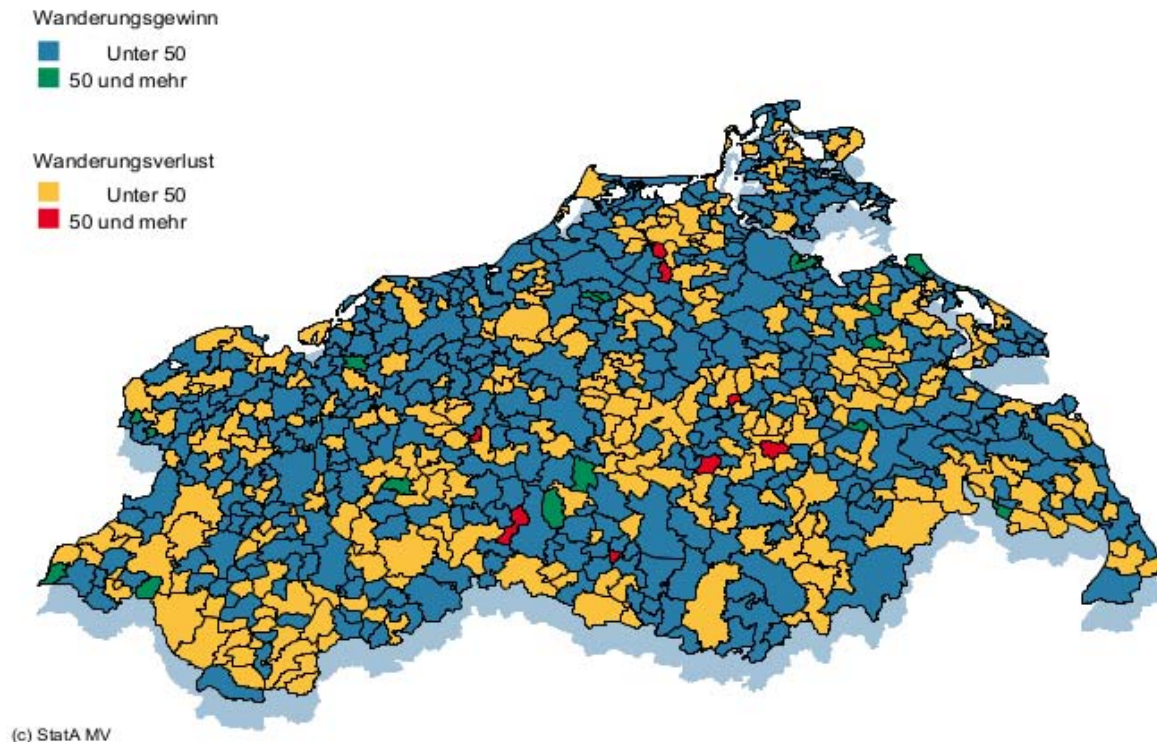 Wanderungsgewinn
Unter 50
50 und mehr
Wanderungsverlust
Unter 50
50 und mehr
(c) StatA MV